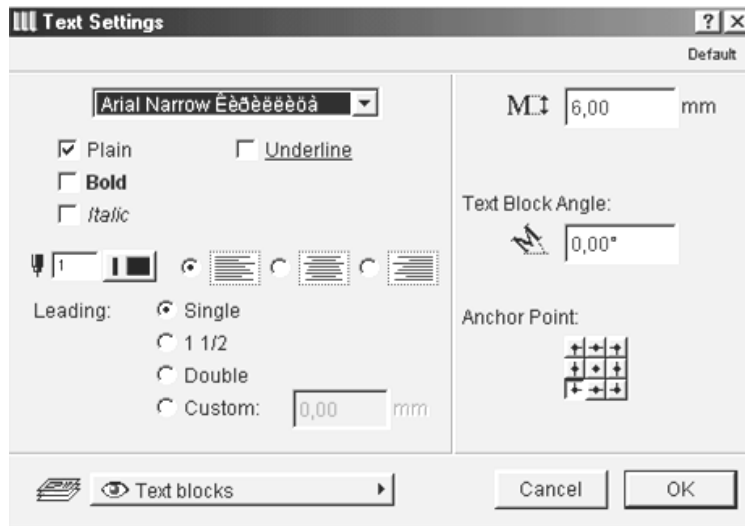 Text Settings
Default
Arial Narrow Êèðèëëèöà
6,00 mm
Plain
Underline
Bold
Italic
Text Block Angle:
0,00°
1
Leading:
Single
1 1/2
Double
Custom: 0,00 mm
Anchor Point:
Text blocks
Cancel
OK